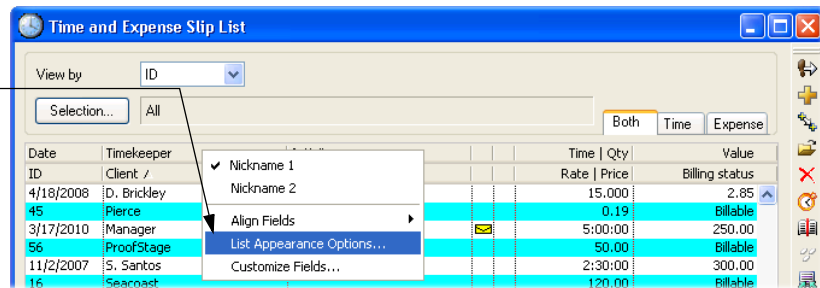 Time and Expense Slip List
View by ID
Selection... All
Both Time Expense
Date Timekeeper Time | Qty Value
ID Client / Rate | Price Billing status
4/18/2008 D. Brickley 15.000 2.85
45 Pierce 0.19 Billable
3/17/2010 Manager 5:00:00 250.00
56 ProofStage 50.00 Billable
11/2/2007 S. Santos 2:30:00 300.00
16 Seacoast 120.00 Billable
Nickname 1
Nickname 2
Align Fields
List Appearance Options...
Customize Fields...